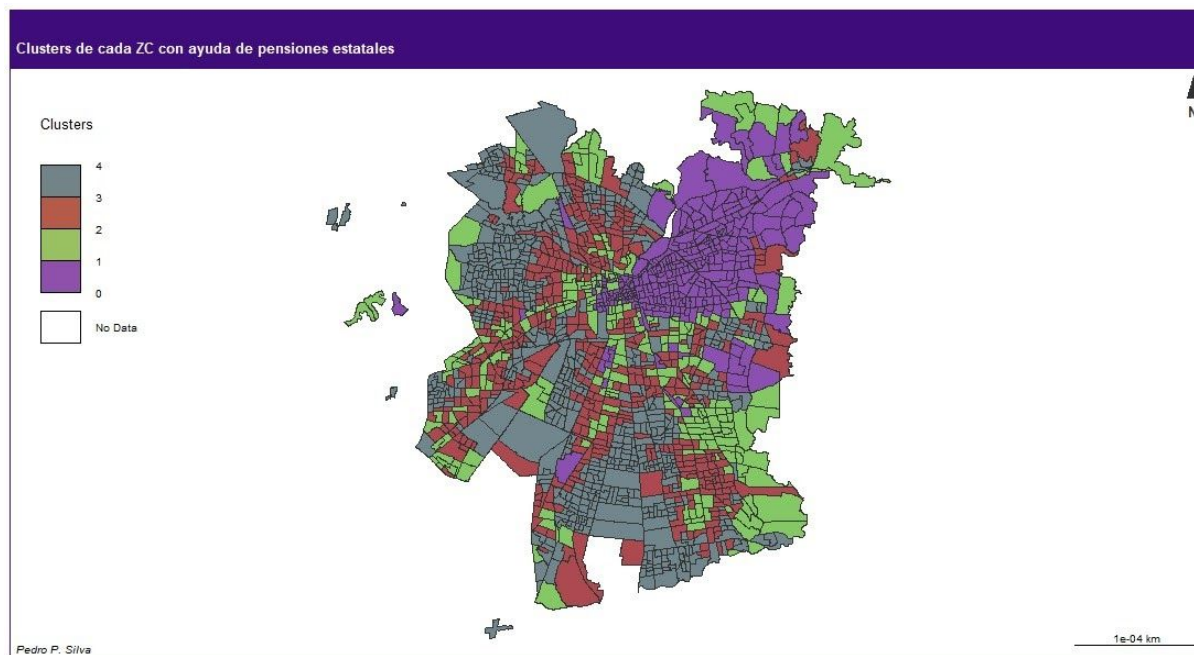 Clusters de cada ZC con ayuda de pensiones estatales
N
Clusters
4
3
2
1
0
No Data
Pedro P. Silva
1e-04 km